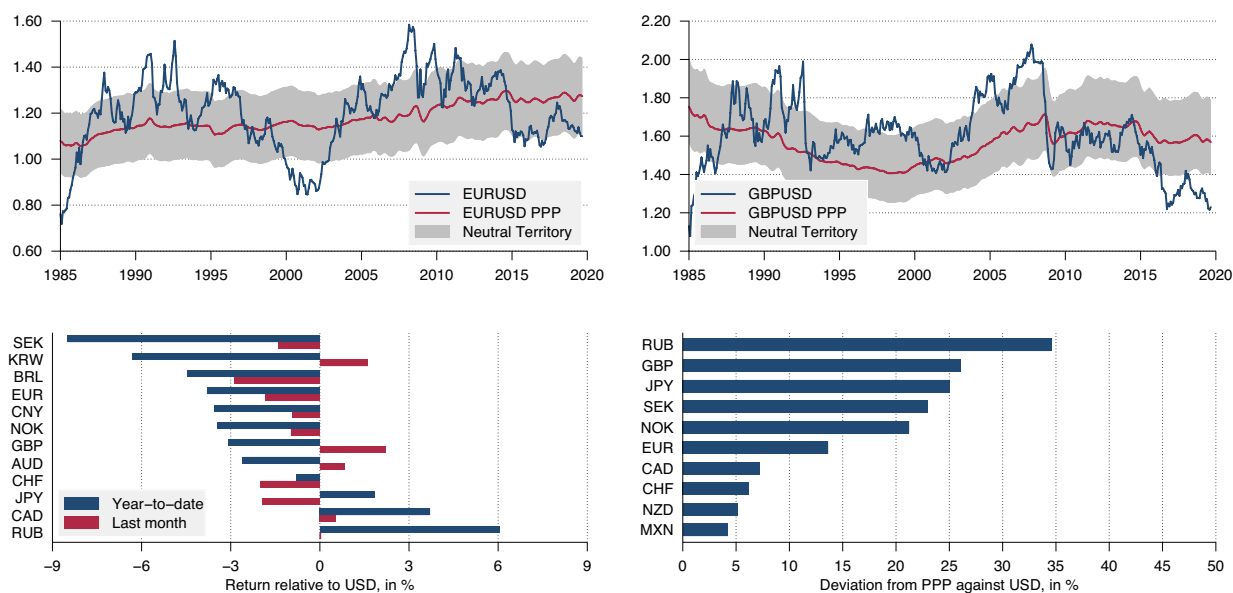 1.60
1.40
1.20
1.00
0.80
0.60
EURUSD
EURUSD PPP
Neutral Territory
1985 1990 1995 2000 2005 2010 2015 2020
2.20
2.00
1.80
1.60
1.40
1.20
1.00
GBPUSD
GBPUSD PPP
Neutral Territory
1985 1990 1995 2000 2005 2010 2015 2020
SEK
KRW
BRL
EUR
CNY
NOK
GBP
AUD
CHF
JPY
CAD
RUB
Year−to−date
Last month
−9 −6 −3 0 3 6 9
Return relative to USD, in %
RUB
GBP
JPY
SEK
NOK
EUR
CAD
CHF
NZD
MXN
0 5 10 15 20 25 30 35 40 45 50
Deviation from PPP against USD, in %